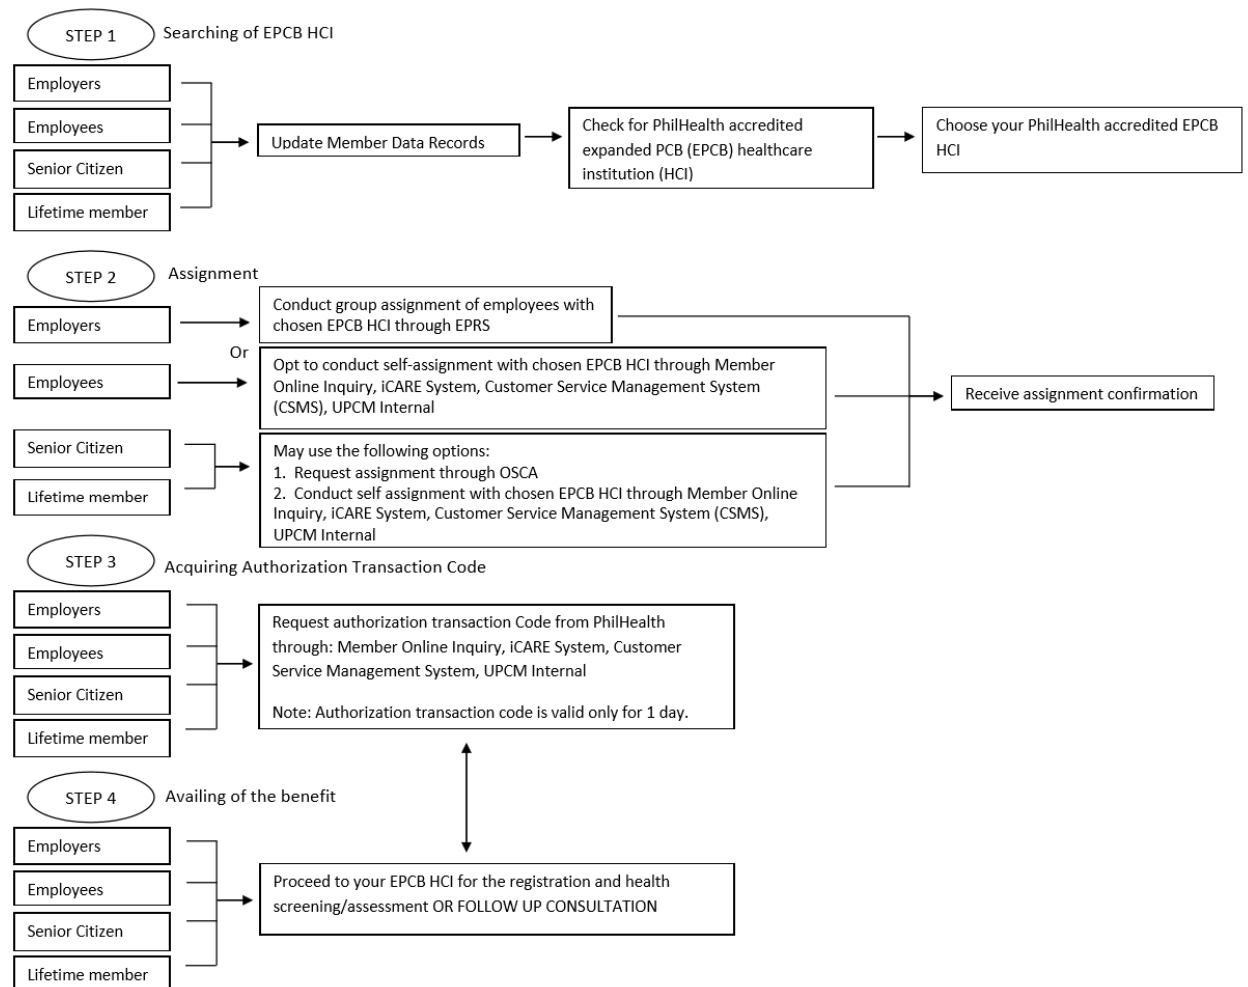 STEP 1
Searching of EPCB HCI
Employers
Employees
Senior Citizen
Lifetime member
Update Member Data Records
Check for PhilHealth accredited
expanded PCB (EPCB) healthcare
institution (HCI)
Choose your PhilHealth accredited EPCB
HCI
STEP 2
Assignment
Employers
Conduct group assignment of employees with
chosen EPCB HCI through EPRS
Or
Employees
Opt to conduct self-assignment with chosen EPCB HCI through Member
Online Inquiry, iCARE System, Customer Service Management System
(CSMS), UPCM Internal
Senior Citizen
Lifetime member
May use the following options:
1. Request assignment through OSCA
2. Conduct self assignment with chosen EPCB HCI through Member Online
Inquiry, iCARE System, Customer Service Management System (CSMS),
UPCM Internal
Receive assignment confirmation
STEP 3
Acquiring Authorization Transaction Code
Employers
Employees
Senior Citizen
Lifetime member
Request authorization transaction Code from PhilHealth
through: Member Online Inquiry, iCARE System, Customer
Service Management System, UPCM Internal
Note: Authorization transaction code is valid only for 1 day.
STEP 4
Availing of the benefit
Employers
Employees
Senior Citizen
Lifetime member
Proceed to your EPCB HCI for the registration and health
screening/assessment OR FOLLOW UP CONSULTATION